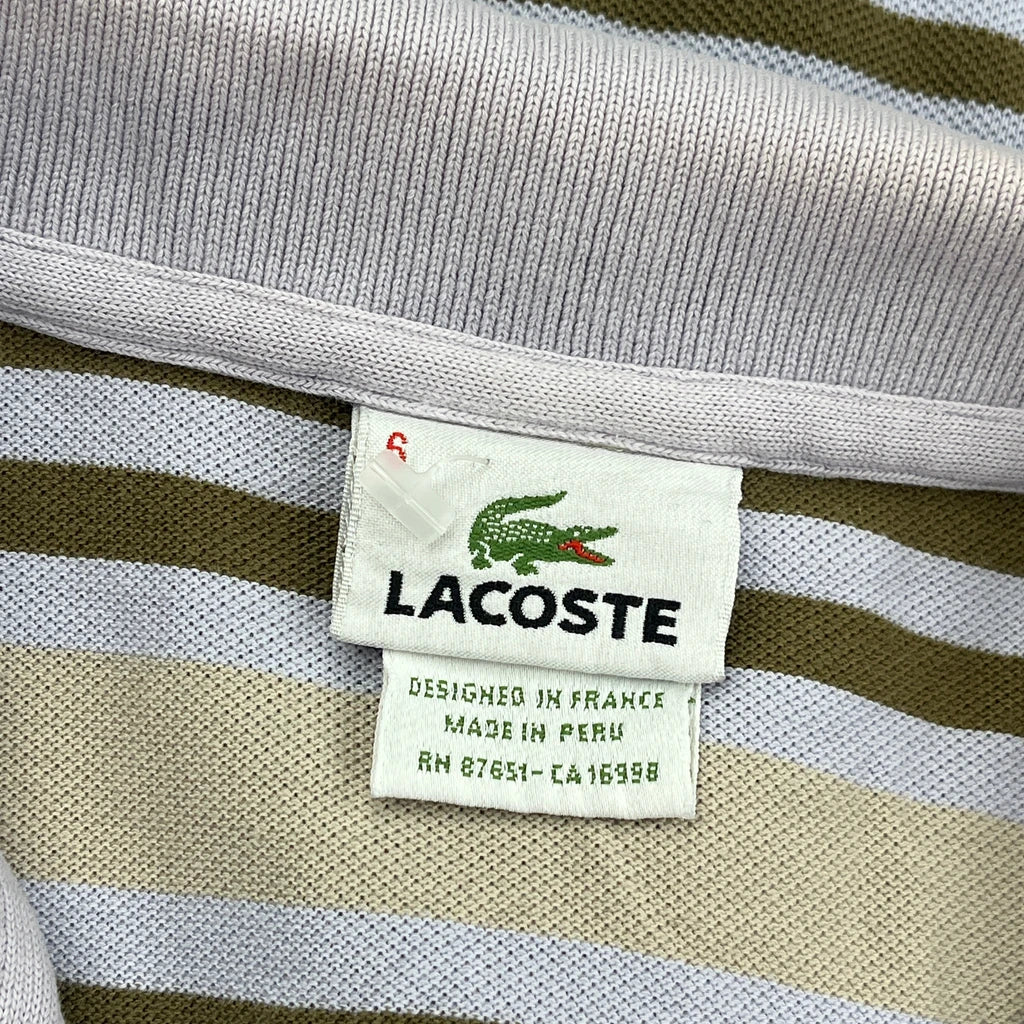 6
LACOSTE
DESIGNED IN FRANCE
MADE IN PERU
RN 87651-CA 16998